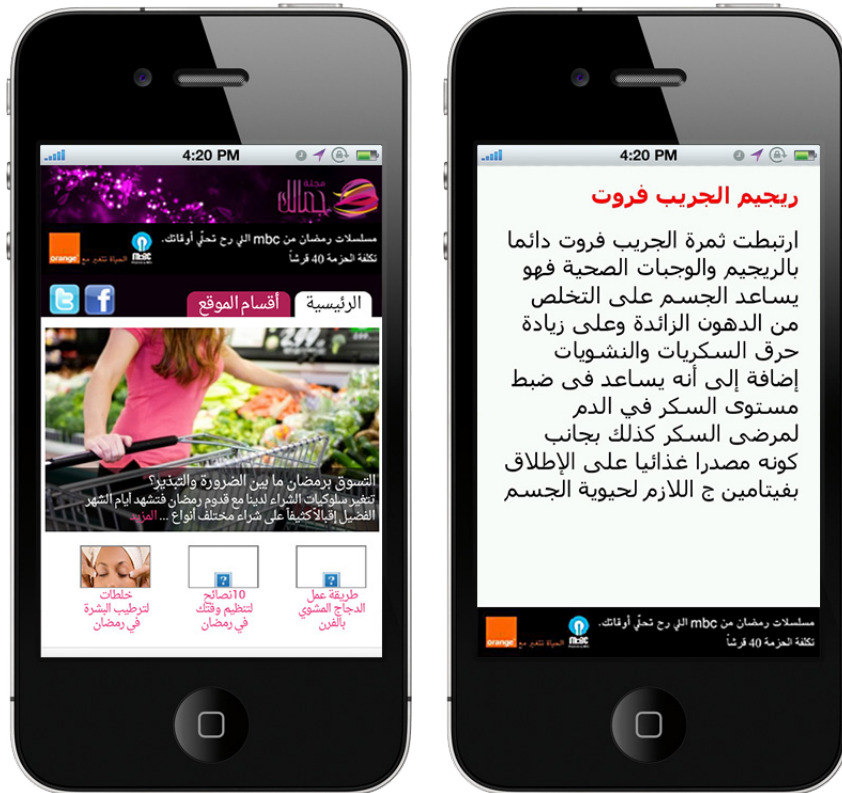 4:20 PM
مجلة
جمالك
مسلسلات رمضان من mbc اللي رح تحلّي أوقاتك.
تكلفة الحزمة 40 قرشاً
الحياة تتغير مع
orange
mbc
الرئيسية
أقسام الموقع
التسوق برمضان ما بين الضرورة والتبذير؟
تتغير سلوكيات الشراء لدينا مع قدوم رمضان فتشهد أيام الشهر
الفضيل إقبالاً كثيفاً على شراء مختلف أنواع ... المزيد
طريقة عمل
الدجاج المشوي
بالفرن
10نصائح
لتنظيم وقتك
في رمضان
خلطات
لترطيب البشرة
في رمضان
4:20 PM
ريجيم الجريب فروت
ارتبطت ثمرة الجريب فروت دائما
بالريجيم والوجبات الصحية فهو
يساعد الجسم على التخلص
من الدهون الزائدة وعلى زيادة
حرق السكريات والنشويات
إضافة إلى أنه يساعد فى ضبط
مستوى السكر في الدم
لمرضى السكر كذلك بجانب
كونه مصدرا غذائيا على الإطلاق
بفيتامين ج اللازم لحيوية الجسم
مسلسلات رمضان من mbc اللي رح تحلّي أوقاتك.
تكلفة الحزمة 40 قرشاً
الحياة تتغير مع
orange
mbc